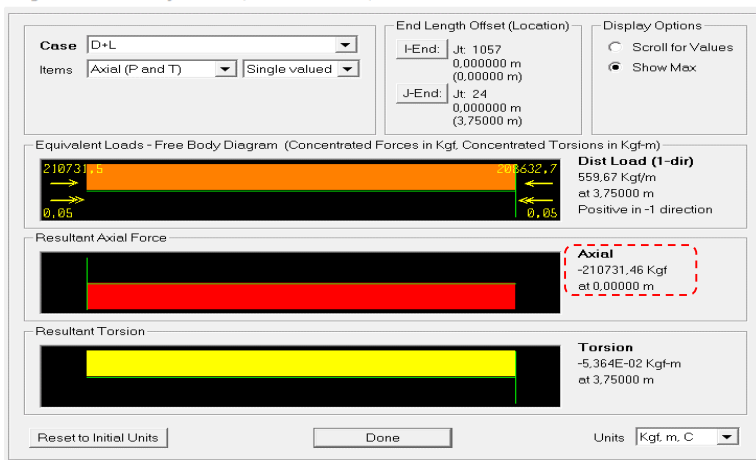 Case D+L
Items Axial (P and T) Single valued
End Length Offset (Location)
I-End: Jt: 1057
0,000000 m
(0,00000 m)
J-End: Jt: 24
0,000000 m
(3,75000 m)
Display Options
Scroll for Values
Show Max
Equivalent Loads - Free Body Diagram (Concentrated Forces in Kgf, Concentrated Torsions in Kgf-m)
210731,5 208632,7
0,05 0,05
Dist Load (1-dir)
559,67 Kgf/m
at 3,75000 m
Positive in -1 direction
Resultant Axial Force
Axial
-210731,46 Kgf
at 0,00000 m
Resultant Torsion
Torsion
-5,364E-02 Kgf-m
at 3,75000 m
Reset to Initial Units Done Units Kgf, m, C